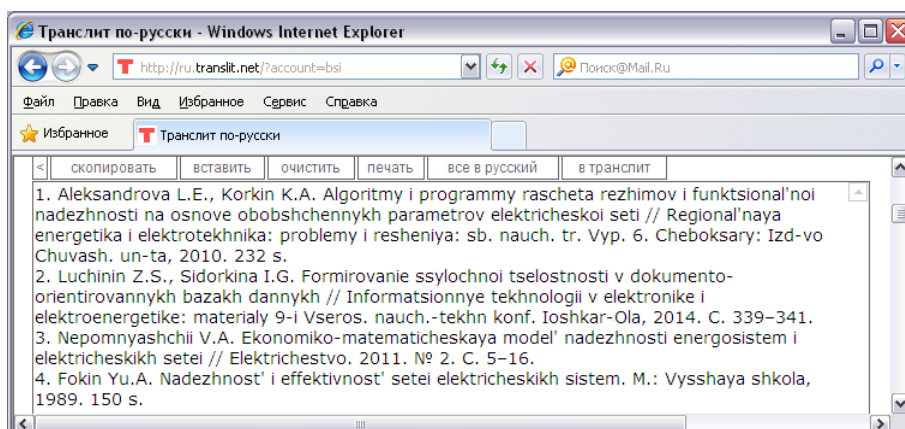 Транслит по-русски - Windows Internet Explorer
http://ru.translit.net/?account=bsi
Поиск@Mail.Ru
Файл Правка Вид Избранное Сервис Справка
Избранное
Транслит по-русски
< скопировать вставить очистить печать все в русский в транслит
1. Aleksandrova L.E., Korkin K.A. Algoritmy i programmy rascheta rezhimov i funktsional'noi
nadezhnosti na osnove obobshchennykh parametrov elektricheskoi seti // Regional'naya
energetika i elektrotekhnika: problemy i resheniya: sb. nauch. tr. Vyp. 6. Cheboksary: Izd-vo
Chuvash. un-ta, 2010. 232 s.
2. Luchinin Z.S., Sidorkina I.G. Formirovanie ssylochnoi tselostnosti v dokumento-
orientirovannykh bazakh dannykh // Informatsionnye tekhnologii v elektronike i
elektroenergetike: materialy 9-i Vseros. nauch.-tekhn konf. Ioshkar-Ola, 2014. C. 339–341.
3. Nepomnyashchii V.A. Ekonomiko-matematicheskaya model' nadezhnosti energosistem i
elektricheskikh setei // Elektrichestvo. 2011. № 2. C. 5–16.
4. Fokin Yu.A. Nadezhnost' i effektivnost' setei elektricheskikh sistem. M.: Vysshaya shkola,
1989. 150 s.